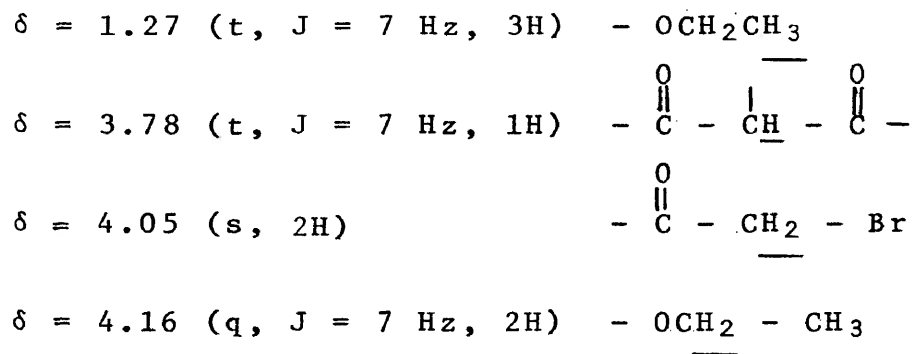 δ = 1.27 (t, J = 7 Hz, 3H) - OCH₂CH₃
O O
δ = 3.78 (t, J = 7 Hz, 1H) - C - CH - C -
O
δ = 4.05 (s, 2H) - C - CH₂ - Br
δ = 4.16 (q, J = 7 Hz, 2H) - OCH₂ - CH₃